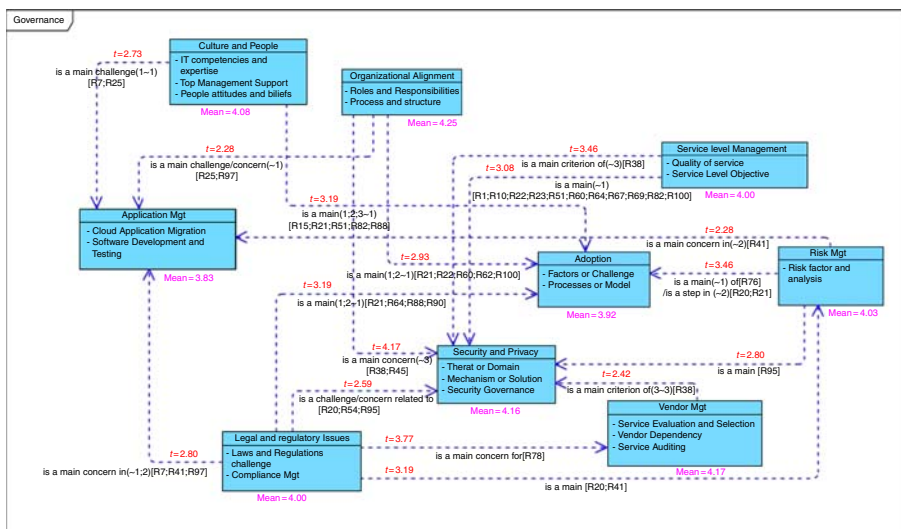 Governance
Culture and People
- IT competencies and
expertise
- Top Management Support
- People attitudes and biliefs
Mean=4.08
t=2.73
is a main challenge(1~1)
[R7;R25]
Organizational Alignment
- Roles and Responsibilities
- Process and structure
Mean=4.25
t=2.28
is a main challenge/concern(~1)
[R25;R97]
t=3.46
is a main criterion of(~3)[R38]
t=3.08
is a main(~1)
[R1;R10;R22;R23;R51;R60;R64;R67;R69;R82;R100]
Service level Management
- Quality of service
- Service Level Objective
Mean=4.00
t=3.19
is a main(1;2;3~1)
[R15;R21;R51;R82;R88]
Application Mgt
- Cloud Application Migration
- Software Development and
Testing
Mean=3.83
t=2.28
is a main concern in(~2)[R41]
t=2.93
is a main(1;2~1)[R21;R22;R60;R62;R100]
Adoption
- Factors or Challenge
- Processes or Model
Mean=3.92
t=3.46
is a main(~1) of[R76]
/is a step in (~2)[R20;R21]
Risk Mgt
- Risk factor and
analysis
Mean=4.03
t=3.19
is a main(1;2~1)[R21;R64;R88;R90]
t=4.17
is a main concern(~3)
[R38;R45]
Security and Privacy
- Therat or Domain
- Mechanism or Solution
- Security Governance
Mean=4.16
t=2.80
is a main [R95]
t=2.59
is a challenge/concern related to
[R20;R54;R95]
t=2.42
is a main criterion of(3~3)[R38]
Vendor Mgt
- Service Evaluation and Selection
- Vendor Dependency
- Service Auditing
Mean=4.17
Legal and regulatory Issues
- Laws and Regulations
challenge
- Compliance Mgt
Mean=4.00
t=2.80
is a main concern in(~1;2)[R7;R41;R97]
t=3.77
is a main concern for[R78]
t=3.19
is a main [R20;R41]